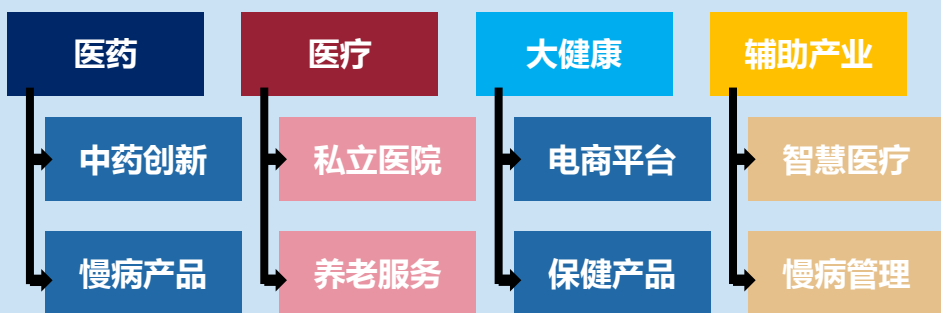 医药
医疗
大健康
辅助产业
中药创新
私立医院
电商平台
智慧医疗
慢病产品
养老服务
保健产品
慢病管理